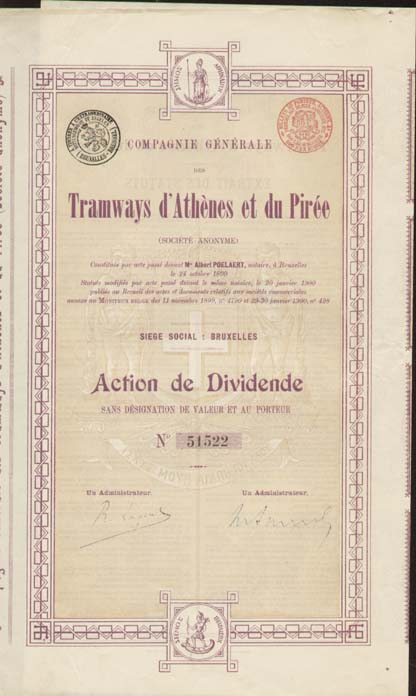 COMPAGNIE GÉNÉRALE
DES
Tramways d'Athènes et du Pirée
(SOCIÉTÉ ANONYME)
Constituée par acte passé devant Me Albert POELAERT, notaire, à Bruxelles
le 24 octobre 1899
Statuts modifiés par acte passé devant le même notaire, le 20 janvier 1900
publiés au Recueil des actes et documents relatifs aux sociétés commerciales
annexe au MONITEUR BELGE des 11 novembre 1899, n° 4790 et 29-30 janvier 1900, n° 428
SIEGE SOCIAL : BRUXELLES
Action de Dividende
SANS DÉSIGNATION DE VALEUR ET AU PORTEUR
N° 51522
Un Administrateur.
Un Administrateur.